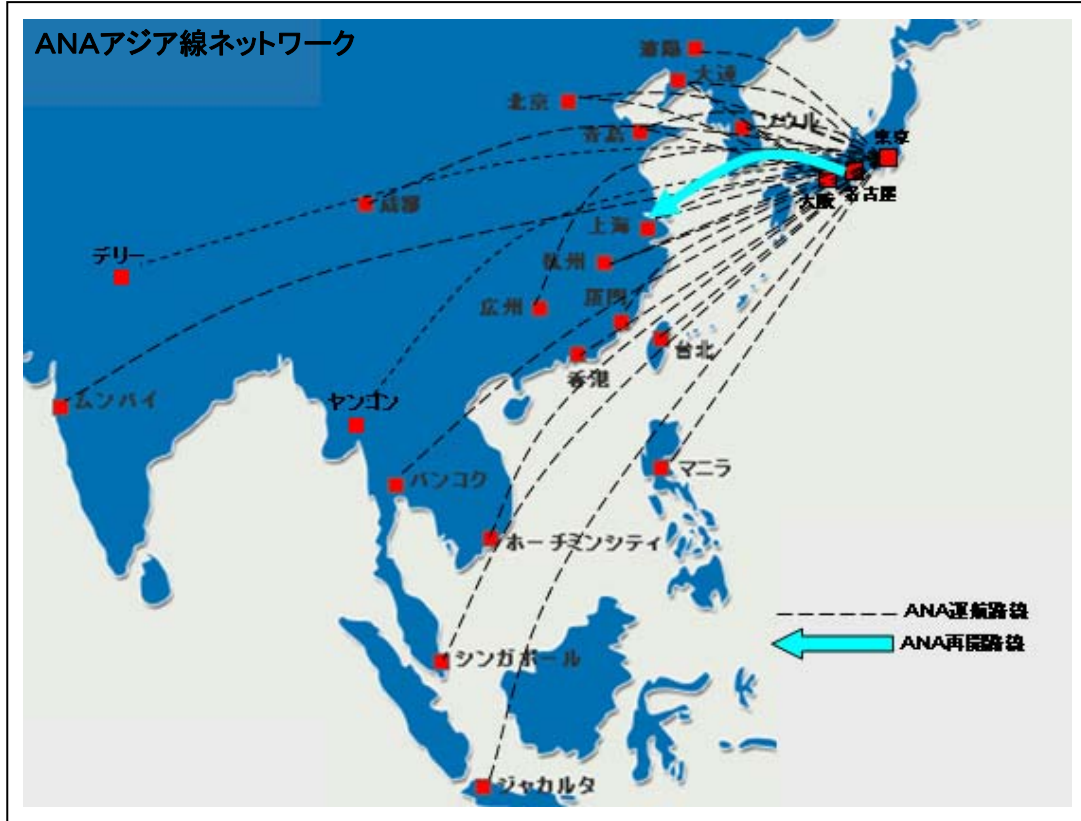 ANAアジア線ネットワーク
瀋陽
大連
北京
ソウル
青島
東京
名古屋
大阪
成都
上海
デリー
杭州
厦門
広州
台北
香港
ムンバイ
ヤンゴン
マニラ
バンコク
ホーチミンシティ
ANA運航路線
ANA再開路線
シンガポール
ジャカルタ